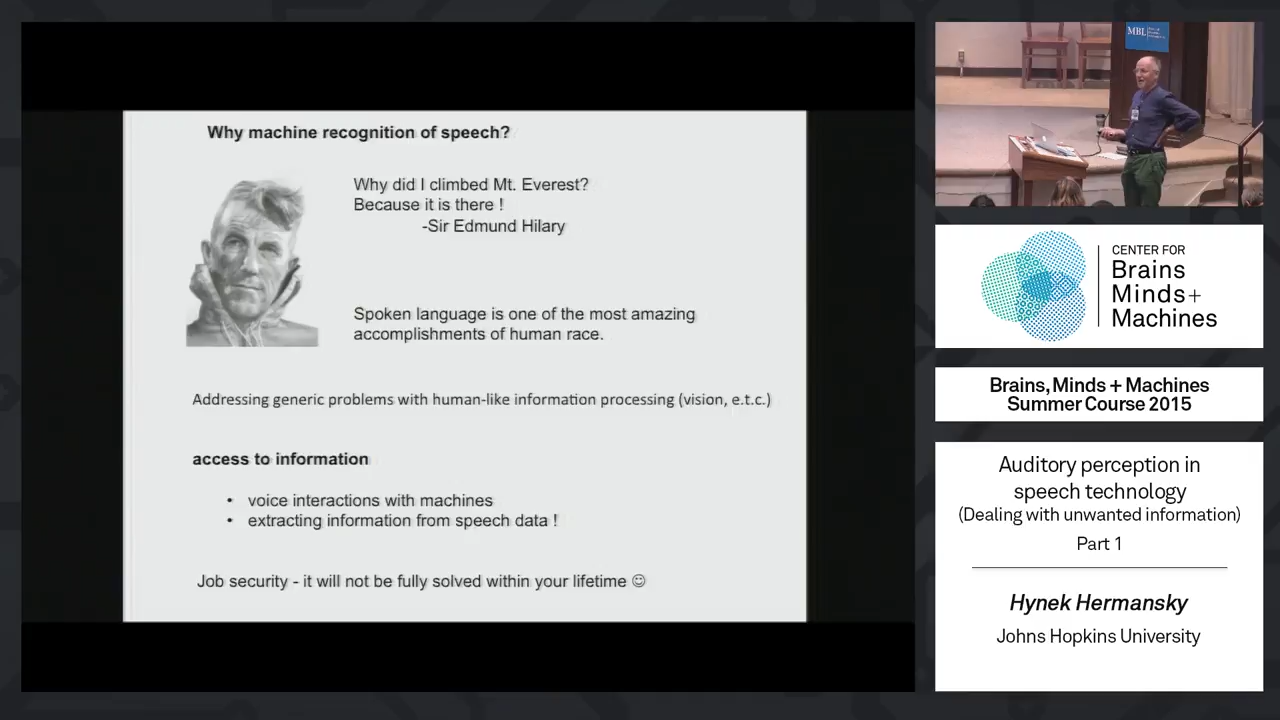 Why machine recognition of speech?
Why did I climbed Mt. Everest?
Because it is there !
-Sir Edmund Hilary
Spoken language is one of the most amazing
accomplishments of human race.
Addressing generic problems with human-like information processing (vision, e.t.c.)
access to information
• voice interactions with machines
• extracting information from speech data !
Job security - it will not be fully solved within your lifetime ☺
MBL
CENTER FOR
Brains
Minds+
Machines
Brains, Minds + Machines
Summer Course 2015
Auditory perception in
speech technology
(Dealing with unwanted information)
Part 1
Hynek Hermansky
Johns Hopkins University